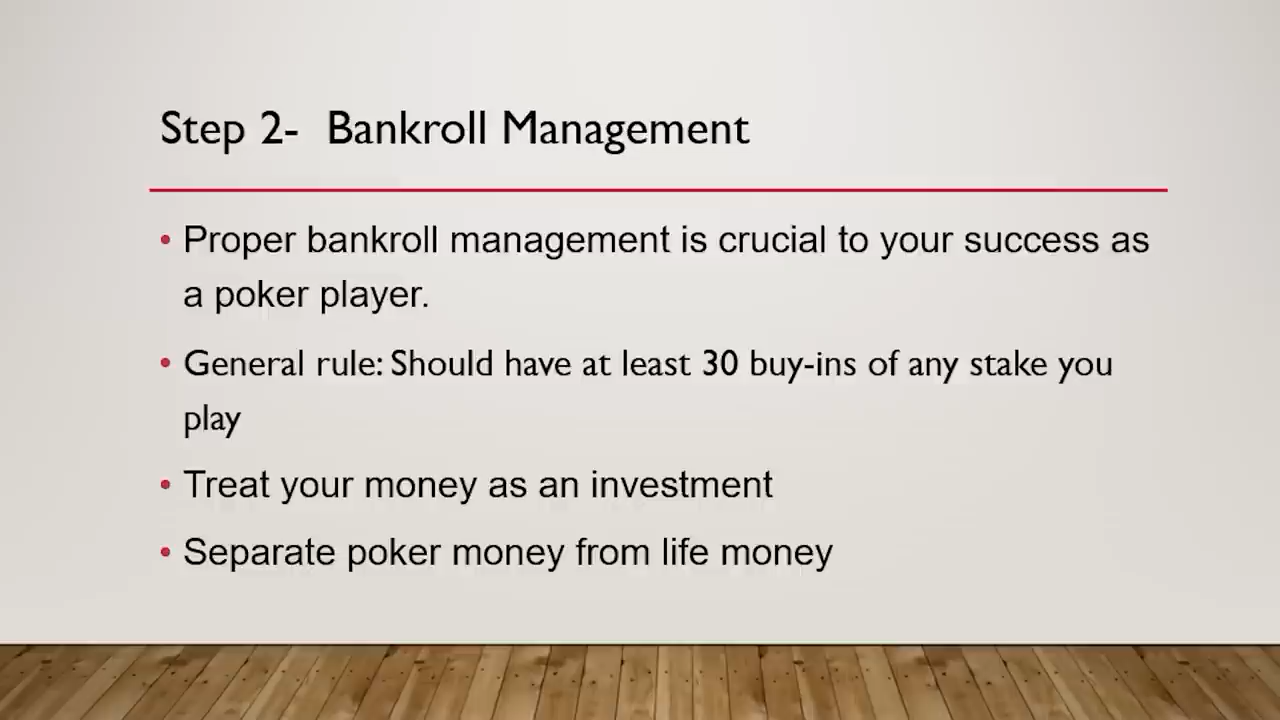 Step 2-  Bankroll Management
• Proper bankroll management is crucial to your success as
a poker player.
• General rule: Should have at least 30 buy-ins of any stake you
play
• Treat your money as an investment
• Separate poker money from life money